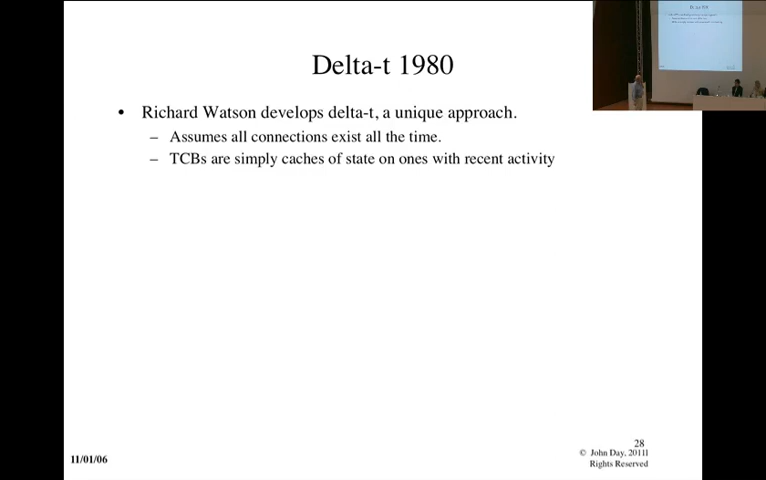 Delta-t 1980
• Richard Watson develops delta-t, a unique approach.
– Assumes all connections exist all the time.
– TCBs are simply caches of state on ones with recent activity
11/01/06
28
© John Day, 2011l
Rights Reserved